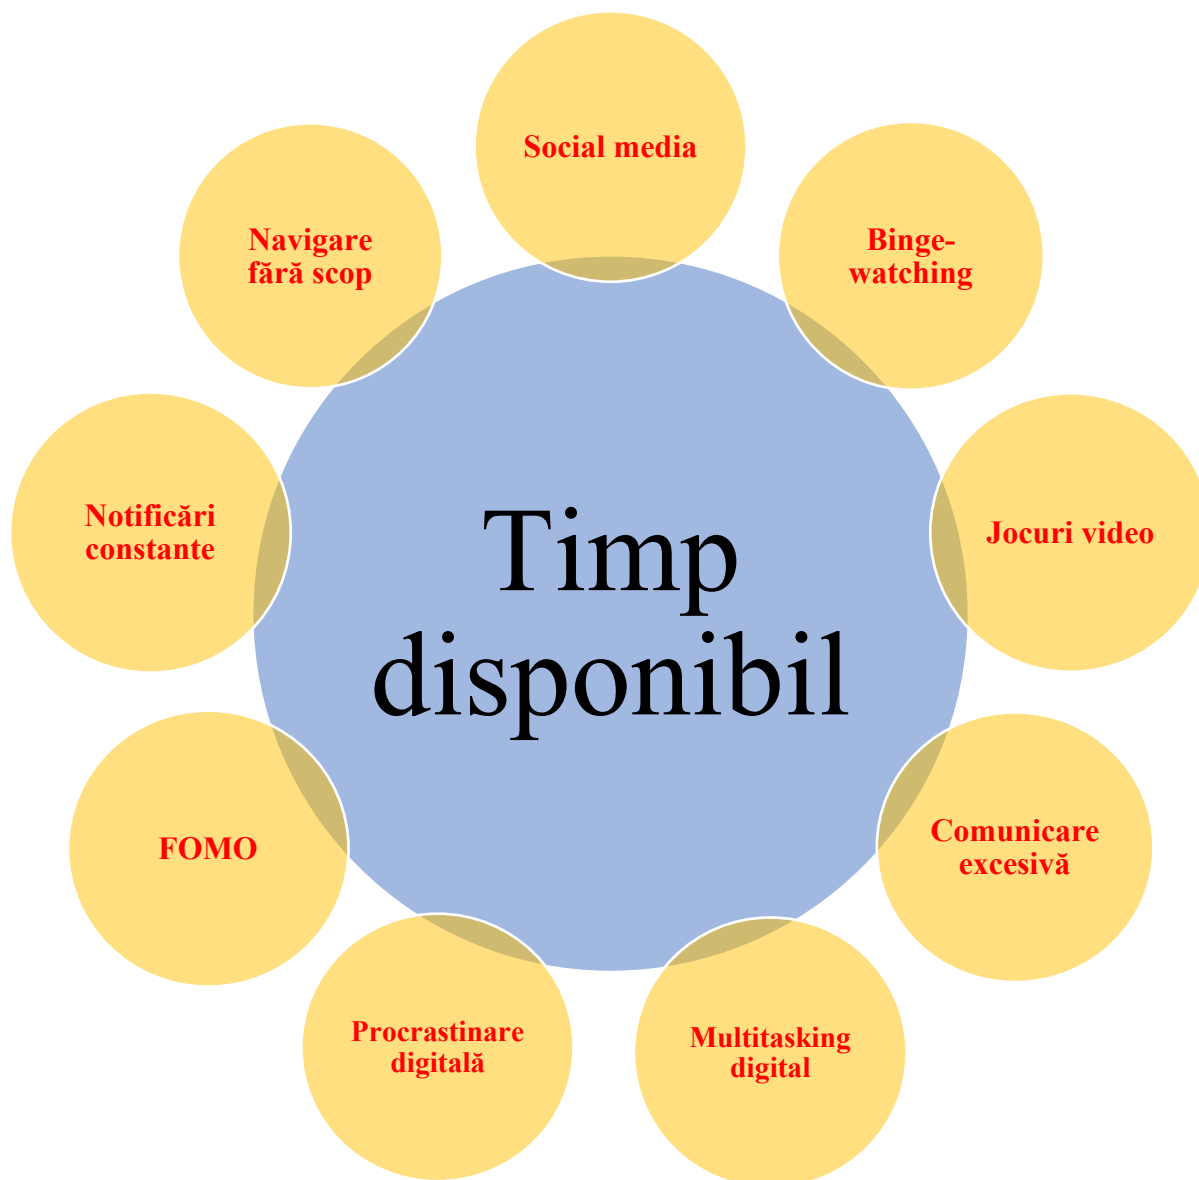 Social media
Binge-
watching
Jocuri video
Comunicare
excesivă
Multitasking
digital
Procrastinare
digitală
FOMO
Notificări
constante
Navigare
fără scop
Timp
disponibil